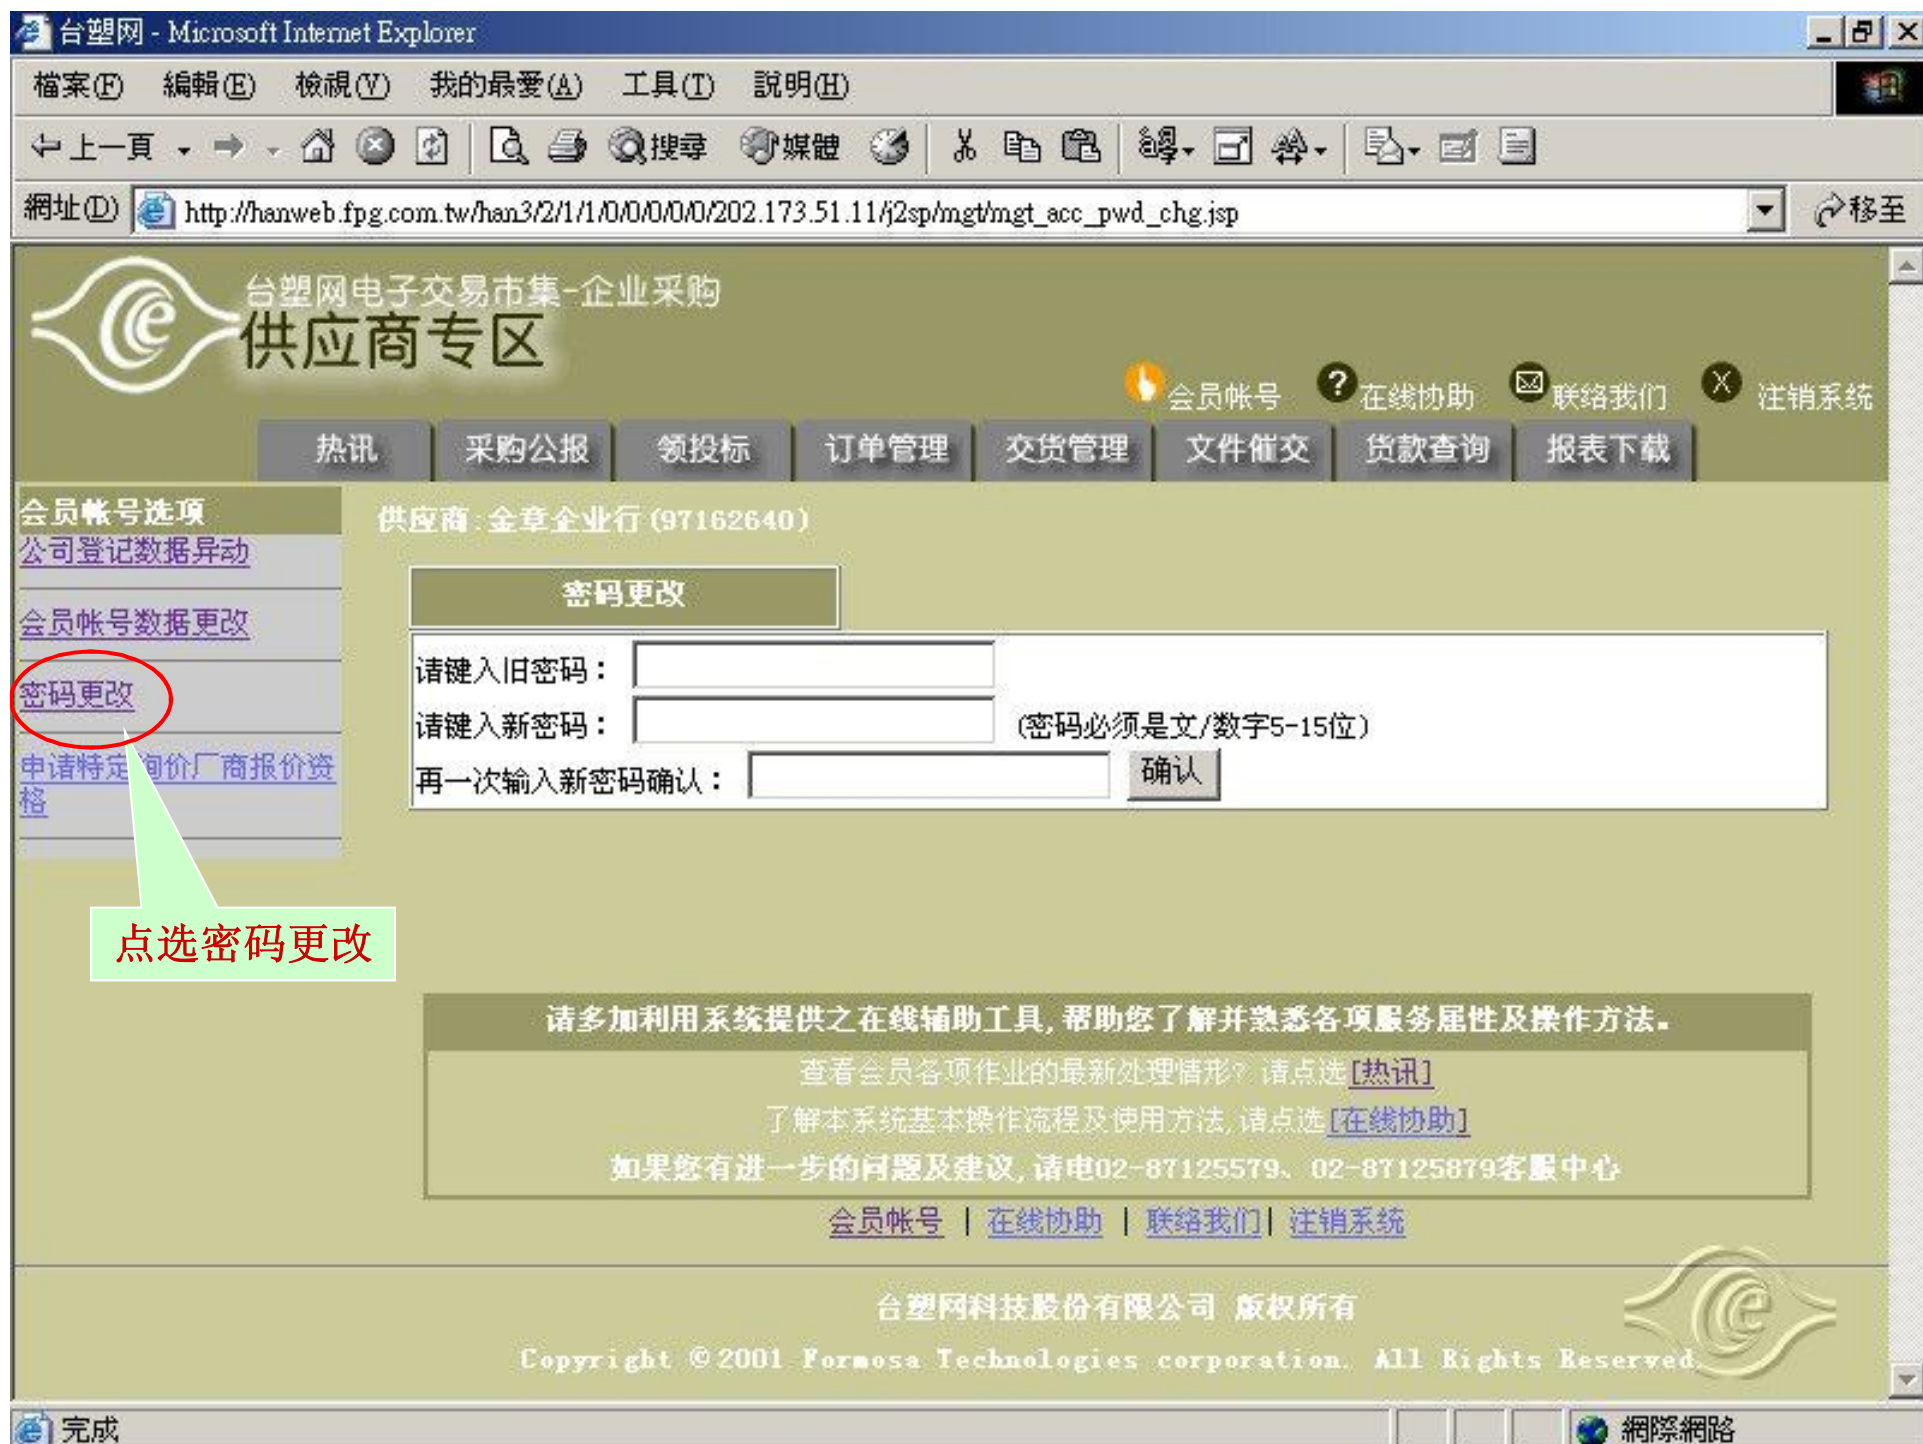 台塑网 - Microsoft Internet Explorer
檔案(F) 編輯(E) 檢視(V) 我的最愛(A) 工具(T) 說明(H)
上一頁 搜尋 媒體
網址(D) http://hanweb.fpg.com.tw/han3/2/1/1/0/0/0/0/0/202.173.51.11/j2sp/mgt/mgt_acc_pwd_chg.jsp 移至
台塑网电子交易市集-企业采购
供应商专区
会员帐号 在线协助 联络我们 注销系统
热讯 采购公报 领投标 订单管理 交货管理 文件催交 货款查询 报表下载
会员帐号选项
公司登记数据异动
会员帐号数据更改
密码更改
申请特定询价厂商报价资
格
点选密码更改
供应商:金章企业行(97162640)
密码更改
请键入旧密码：
请键入新密码： (密码必须是文/数字5-15位)
再一次输入新密码确认： 确认
请多加利用系统提供之在线辅助工具,帮助您了解并熟悉各项服务属性及操作方法。
查看会员各项作业的最新处理情形? 请点选[热讯]
了解本系统基本操作流程及使用方法,请点选[在线协助]
如果您有进一步的问题及建议,请电02-87125579、02-87125879客服中心
会员帐号 | 在线协助 | 联络我们 | 注销系统
台塑网科技股份有限公司 版权所有
Copyright ©2001 Formosa Technologies corporation. All Rights Reserved.
完成 網際網路